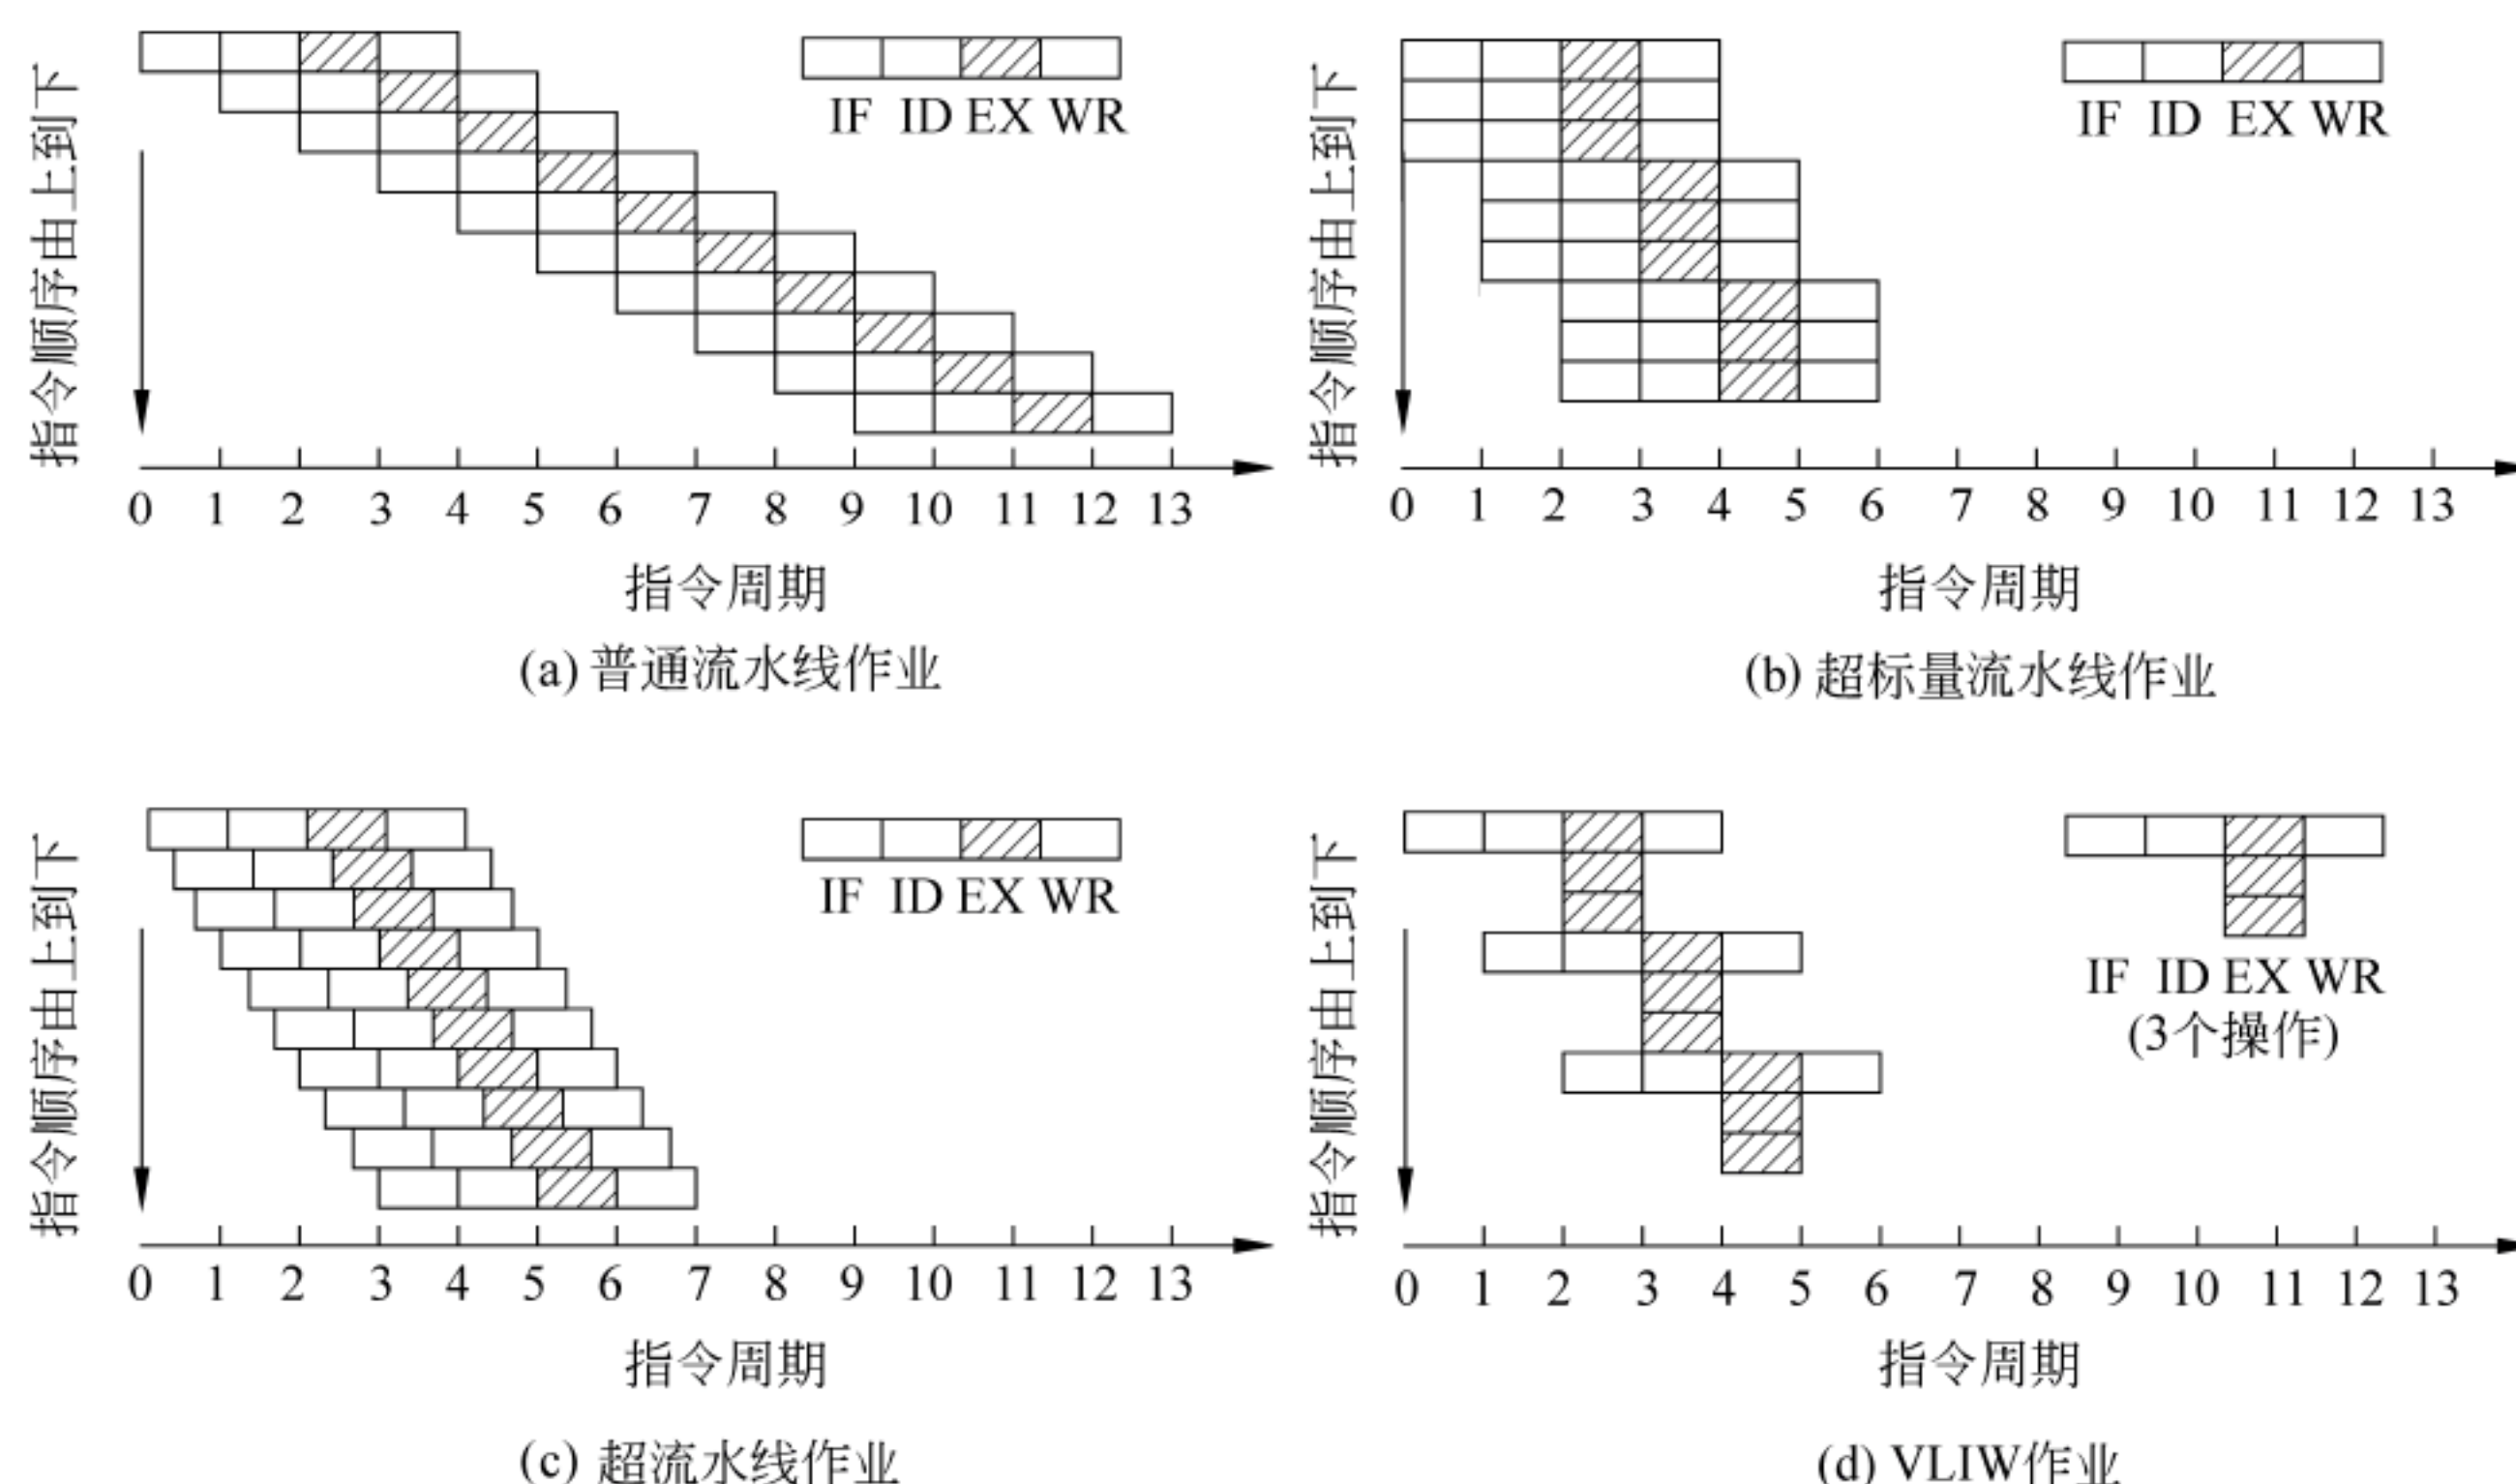 指令顺序由上到下
IF ID EX WR
0 1 2 3 4 5 6 7 8 9 10 11 12 13
指令周期
(a) 普通流水线作业
指令顺序由上到下
IF ID EX WR
0 1 2 3 4 5 6 7 8 9 10 11 12 13
指令周期
(b) 超标量流水线作业
指令顺序由上到下
IF ID EX WR
0 1 2 3 4 5 6 7 8 9 10 11 12 13
指令周期
(c) 超流水线作业
指令顺序由上到下
IF ID EX WR
(3个操作)
0 1 2 3 4 5 6 7 8 9 10 11 12 13
指令周期
(d) VLIW作业